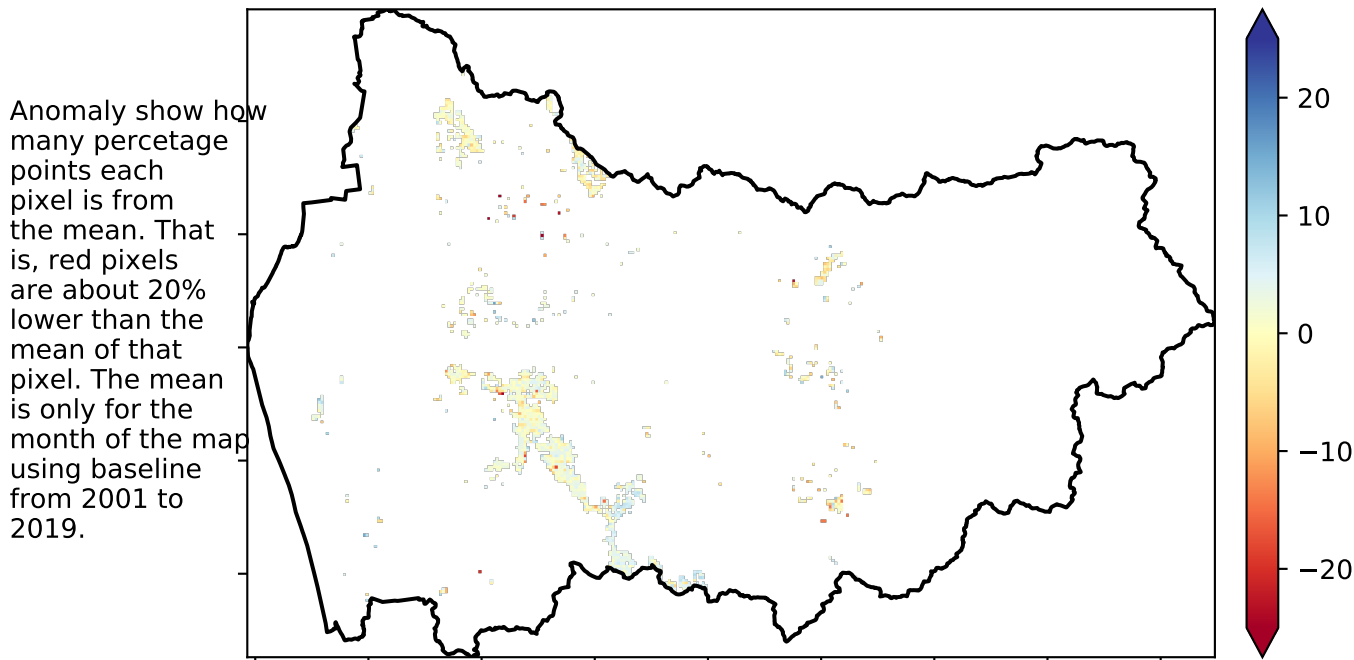 Anomaly show how
many percetage
points each
pixel is from
the mean. That
is, red pixels
are about 20%
lower than the
mean of that
pixel. The mean
is only for the
month of the map
using baseline
from 2001 to
2019.
20
10
0
−10
−20